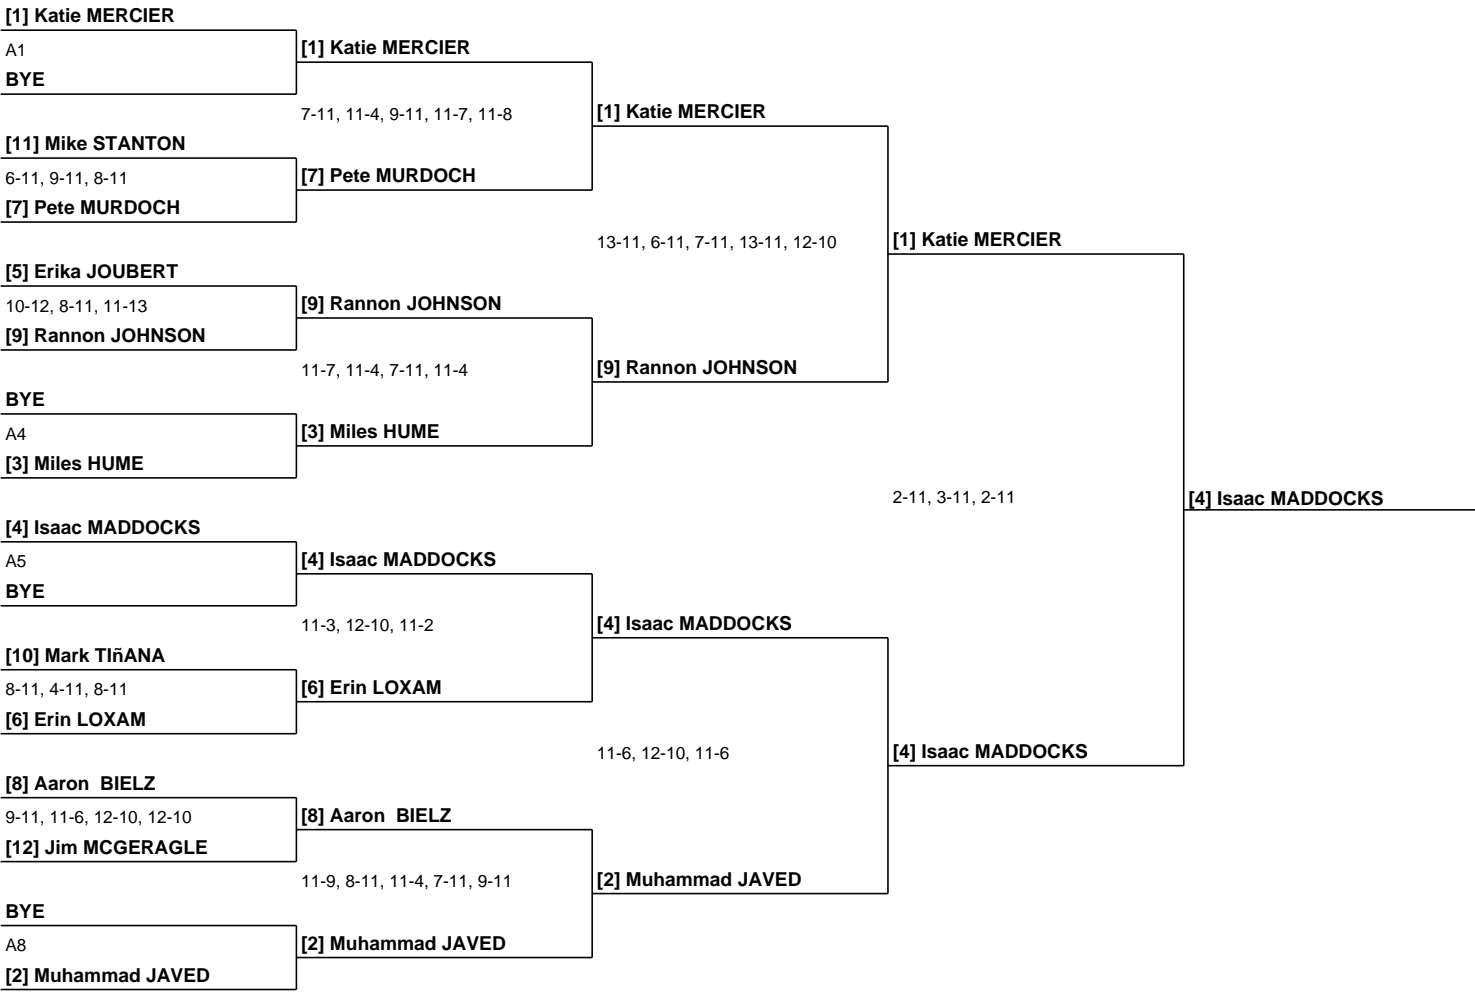 [1] Katie MERCIER
A1
BYE
[11] Mike STANTON
6-11, 9-11, 8-11
[7] Pete MURDOCH
[5] Erika JOUBERT
10-12, 8-11, 11-13
[9] Rannon JOHNSON
BYE
A4
[3] Miles HUME
[4] Isaac MADDOCKS
A5
BYE
[10] Mark TIñANA
8-11, 4-11, 8-11
[6] Erin LOXAM
[8] Aaron  BIELZ
9-11, 11-6, 12-10, 12-10
[12] Jim MCGERAGLE
BYE
A8
[2] Muhammad JAVED
[1] Katie MERCIER
7-11, 11-4, 9-11, 11-7, 11-8
[7] Pete MURDOCH
[9] Rannon JOHNSON
11-7, 11-4, 7-11, 11-4
[3] Miles HUME
[4] Isaac MADDOCKS
11-3, 12-10, 11-2
[6] Erin LOXAM
[8] Aaron  BIELZ
11-9, 8-11, 11-4, 7-11, 9-11
[2] Muhammad JAVED
[1] Katie MERCIER
13-11, 6-11, 7-11, 13-11, 12-10
[9] Rannon JOHNSON
[4] Isaac MADDOCKS
11-6, 12-10, 11-6
[2] Muhammad JAVED
[1] Katie MERCIER
2-11, 3-11, 2-11
[4] Isaac MADDOCKS
[4] Isaac MADDOCKS